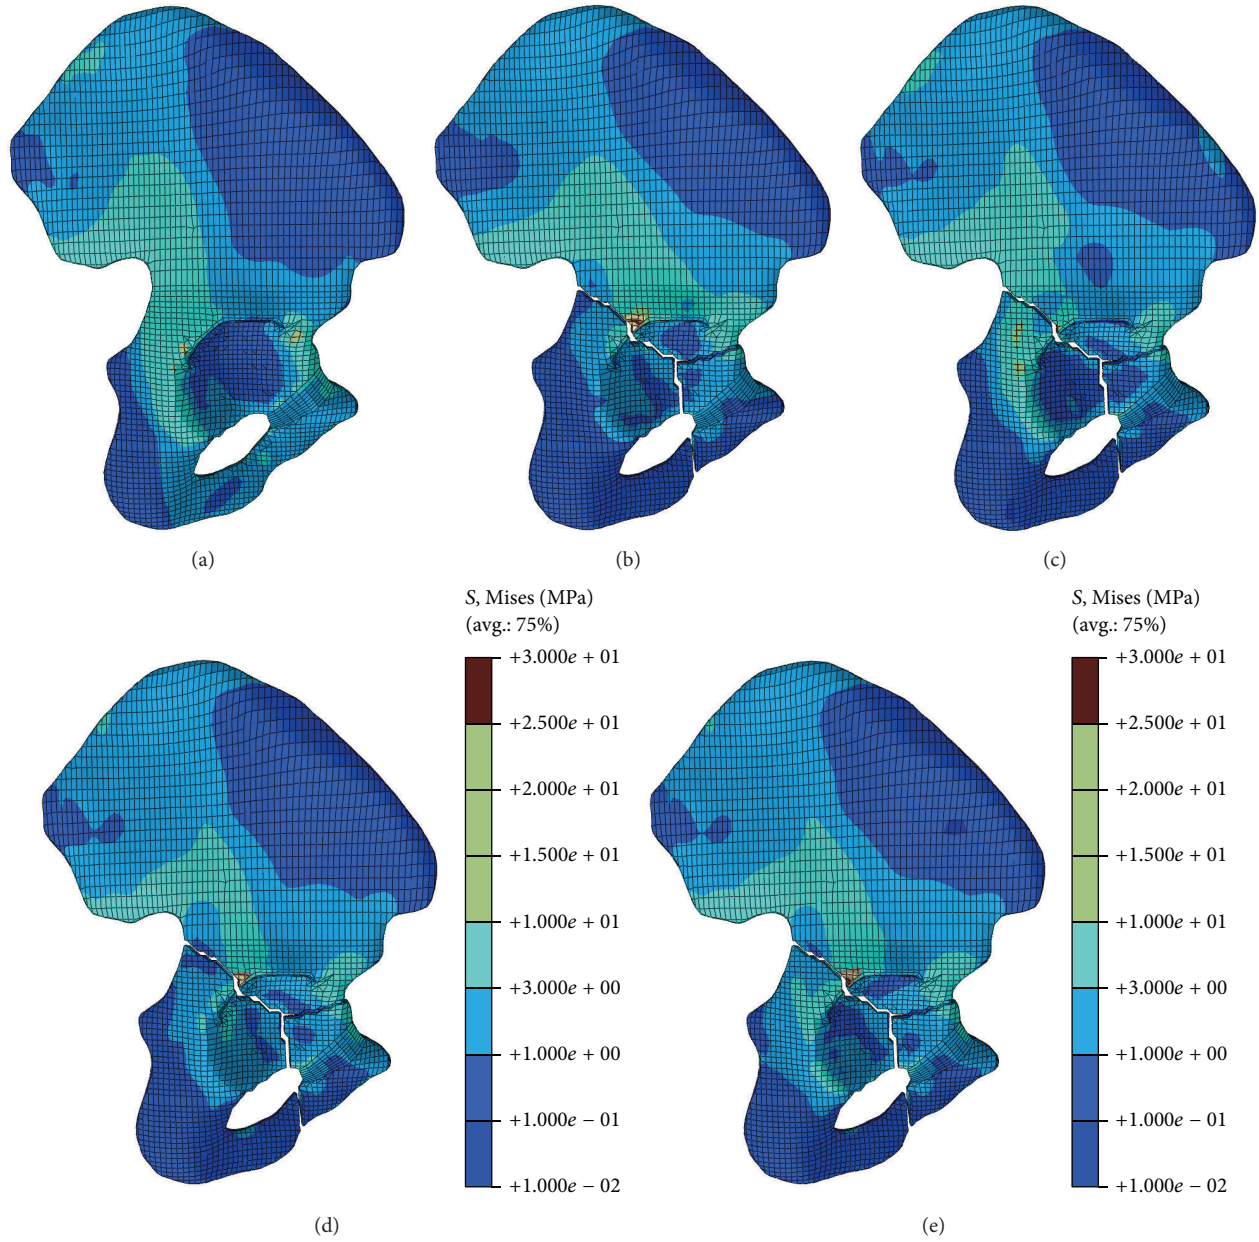 (a)
(b)
(c)
S, Mises (MPa)
(avg.: 75%)
+3.000e + 01
+2.500e + 01
+2.000e + 01
+1.500e + 01
+1.000e + 01
+3.000e + 00
+1.000e + 00
+1.000e − 01
+1.000e − 02
(d)
S, Mises (MPa)
(avg.: 75%)
+3.000e + 01
+2.500e + 01
+2.000e + 01
+1.500e + 01
+1.000e + 01
+3.000e + 00
+1.000e + 00
+1.000e − 01
+1.000e − 02
(e)